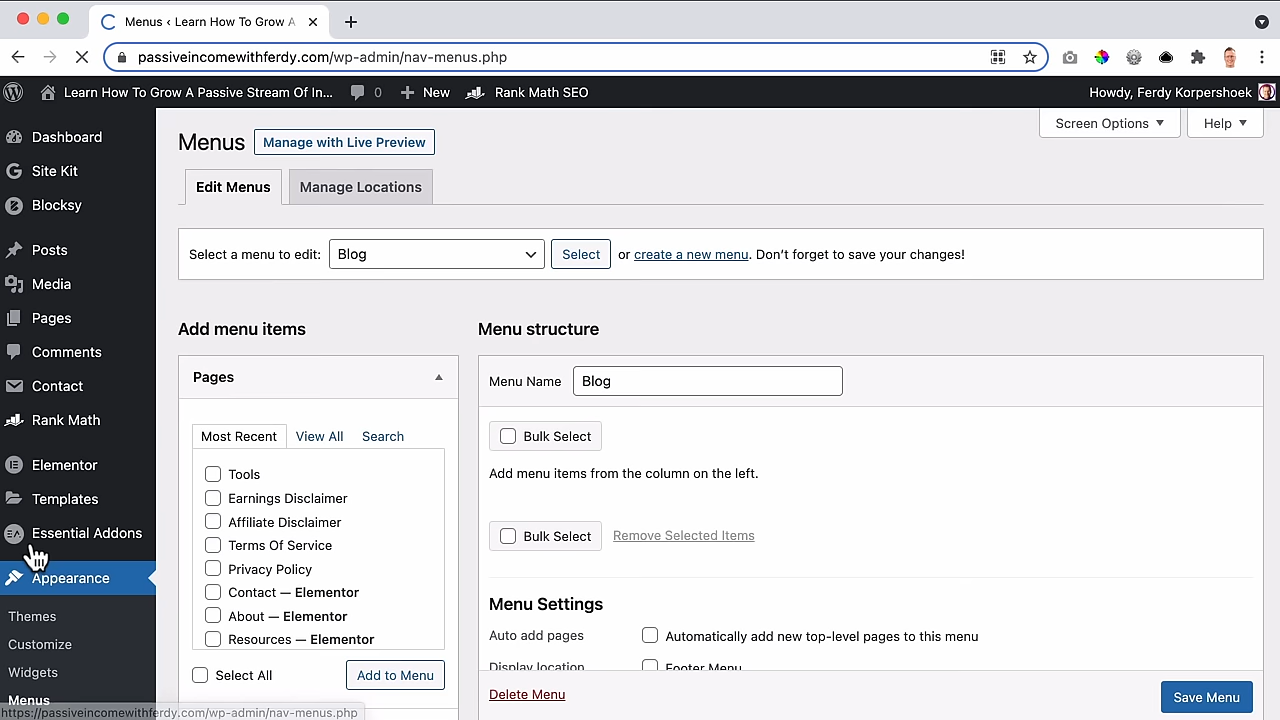 Menus ‹ Learn How To Grow A
passiveincomewithferdy.com/wp-admin/nav-menus.php
Learn How To Grow A Passive Stream Of In... 0 New Rank Math SEO Howdy, Ferdy Korpershoek
Screen Options Help
Dashboard
Site Kit
Blocksy
Posts
Media
Pages
Comments
Contact
Rank Math
Elementor
Templates
Essential Addons
Appearance
Themes
Customize
Widgets
Menus
https://passiveincomewithferdy.com/wp-admin/nav-menus.php
Menus Manage with Live Preview
Edit Menus Manage Locations
Select a menu to edit: Blog Select or create a new menu. Don’t forget to save your changes!
Add menu items
Pages
Most Recent View All Search
Tools
Earnings Disclaimer
Affiliate Disclaimer
Terms Of Service
Privacy Policy
Contact — Elementor
About — Elementor
Resources — Elementor
Select All Add to Menu
Menu structure
Menu Name Blog
Bulk Select
Add menu items from the column on the left.
Bulk Select Remove Selected Items
Menu Settings
Auto add pages Automatically add new top-level pages to this menu
Display location Footer Menu
Delete Menu Save Menu